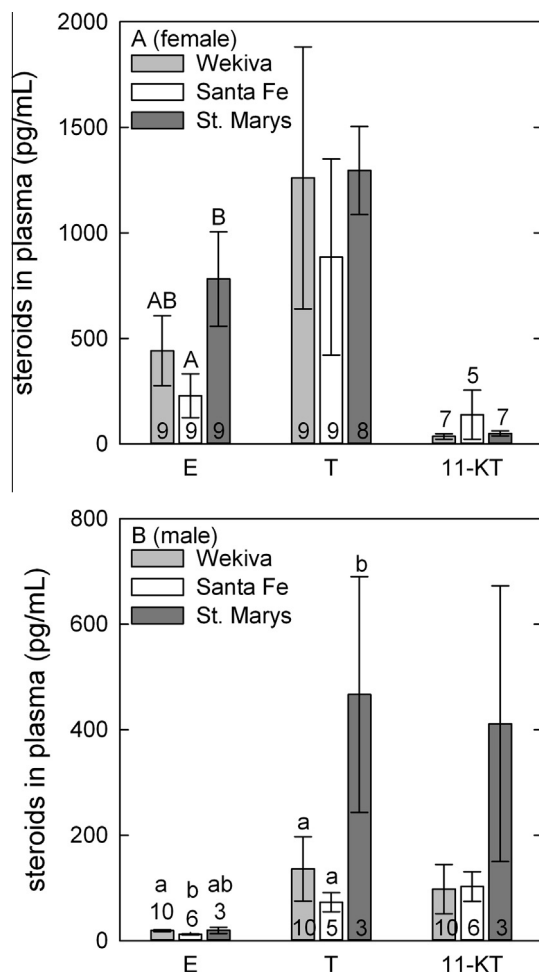 2000
A (female)
Wekiva
Santa Fe
St. Marys
1500
1000
500
0
steroids in plasma (pg/mL)
AB
A
B
9
9
9
9
9
8
7
5
7
E
T
11-KT
800
B (male)
Wekiva
Santa Fe
St. Marys
600
400
200
0
steroids in plasma (pg/mL)
a
b
ab
10
6
3
a
a
b
10
5
3
10
6
3
E
T
11-KT